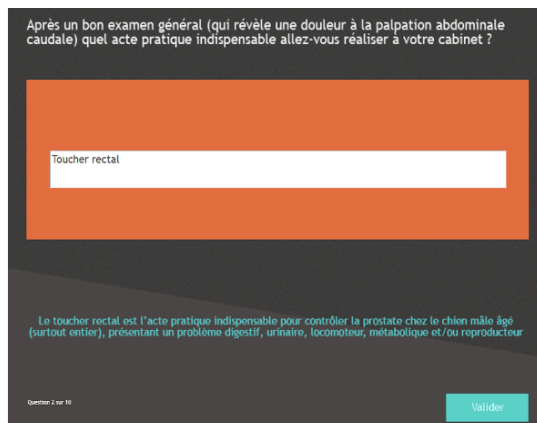 Après un bon examen général (qui révèle une douleur à la palpation abdominale
caudale) quel acte pratique indispensable allez-vous réaliser à votre cabinet ?
Toucher rectal
Le toucher rectal est l'acte pratique indispensable pour contrôler la prostate chez le chien mâle âgé
(surtout entier), présentant un problème digestif, urinaire, locomoteur, métabolique et/ou reproducteur
Question 2 sur 10
Valider